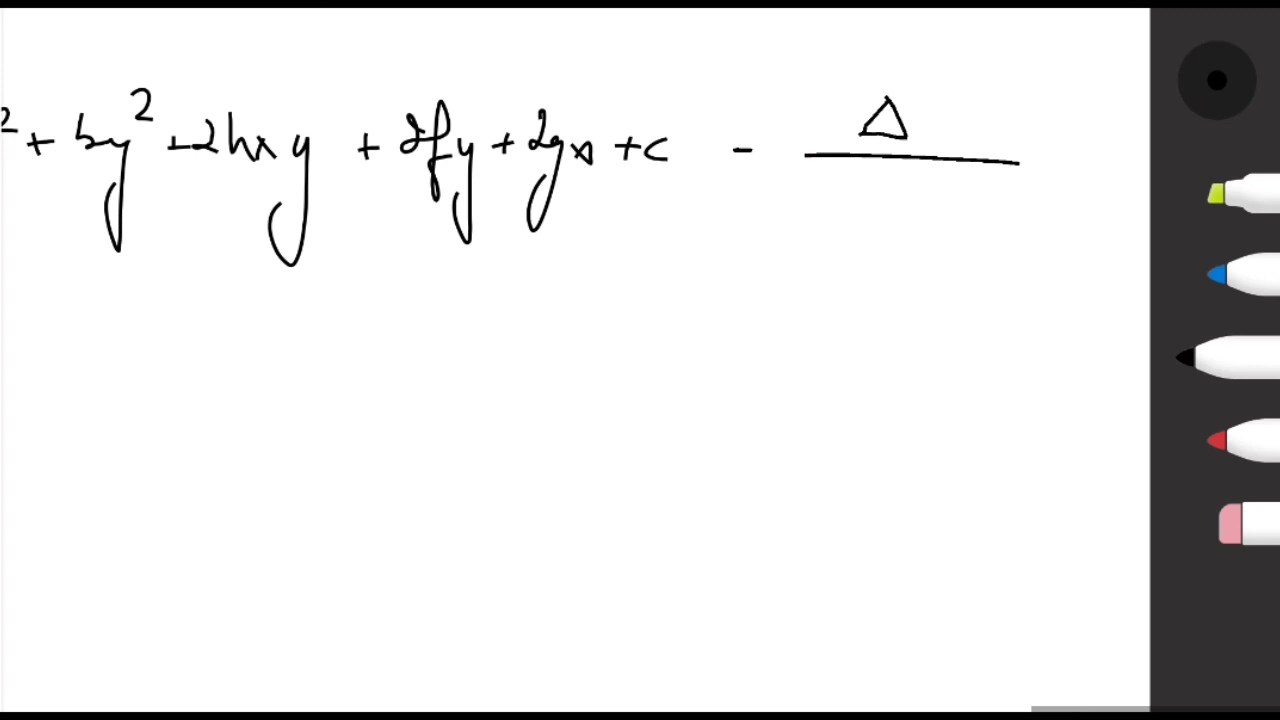 ² + by² + 2hxy + 2fy + 2gx + c - Δ/